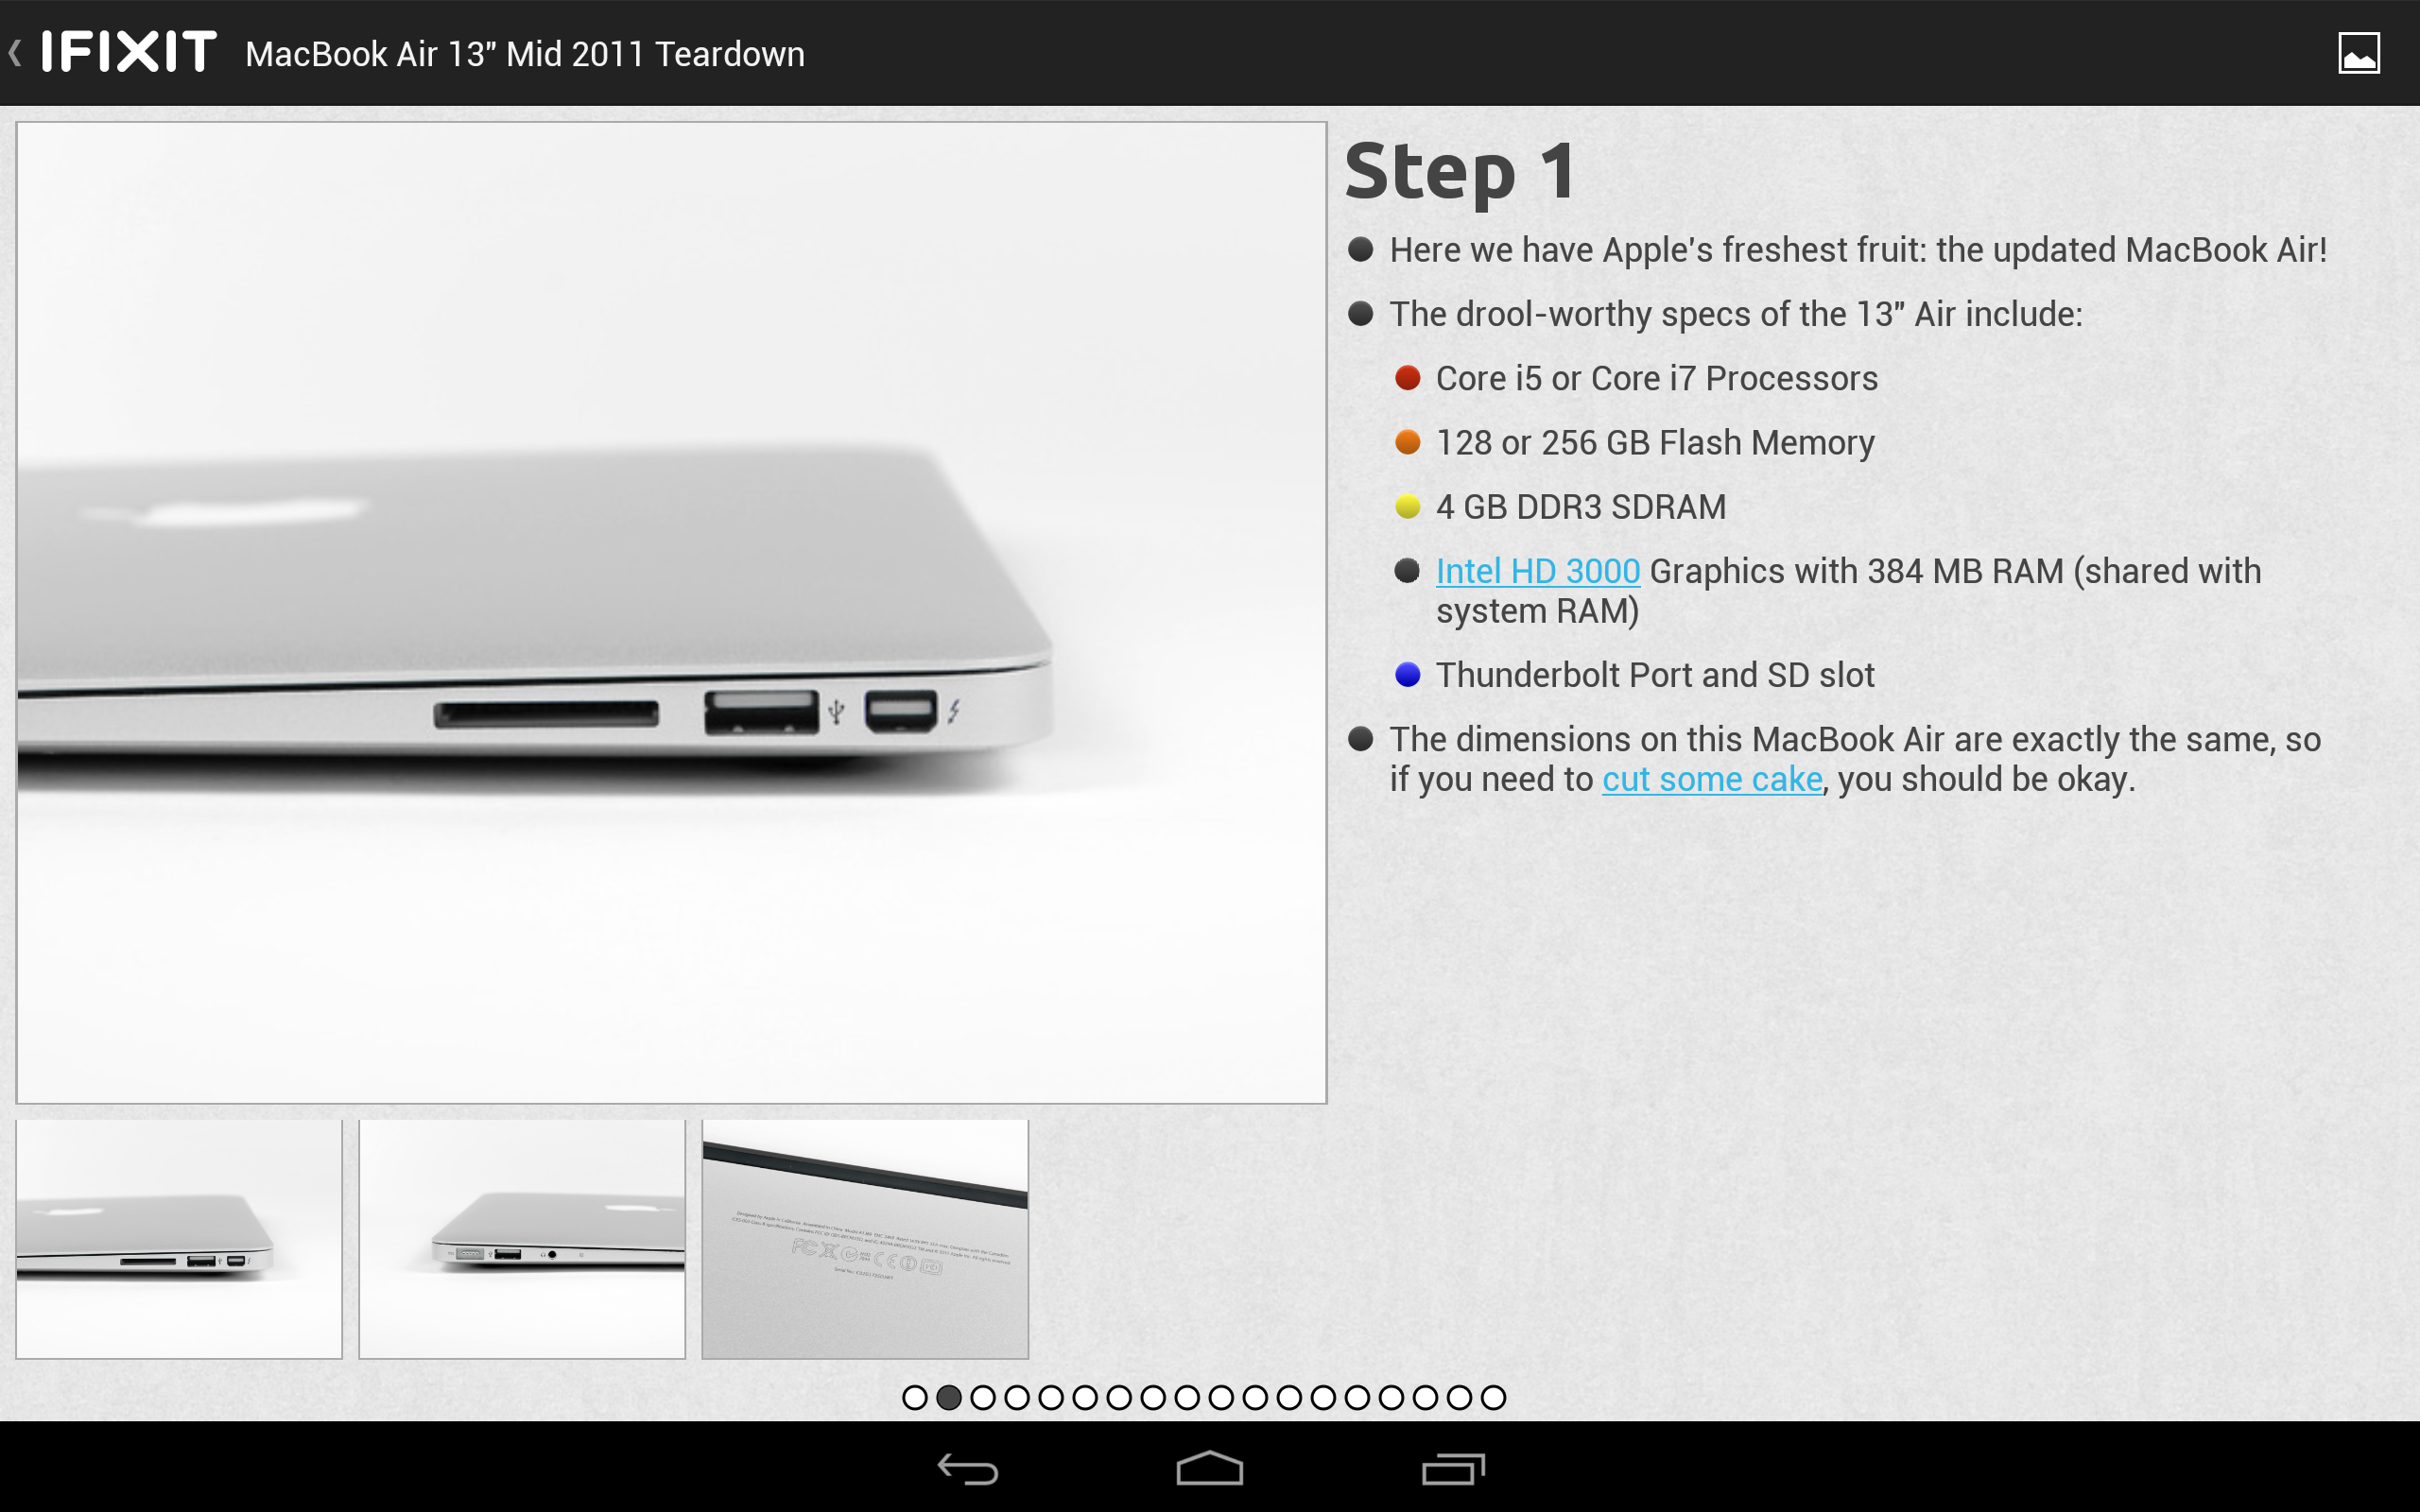 IFIXIT MacBook Air 13" Mid 2011 Teardown
Step 1
Here we have Apple's freshest fruit: the updated MacBook Air!
The drool-worthy specs of the 13" Air include:
Core i5 or Core i7 Processors
128 or 256 GB Flash Memory
4 GB DDR3 SDRAM
Intel HD 3000 Graphics with 384 MB RAM (shared with
system RAM)
Thunderbolt Port and SD slot
The dimensions on this MacBook Air are exactly the same, so
if you need to cut some cake, you should be okay.